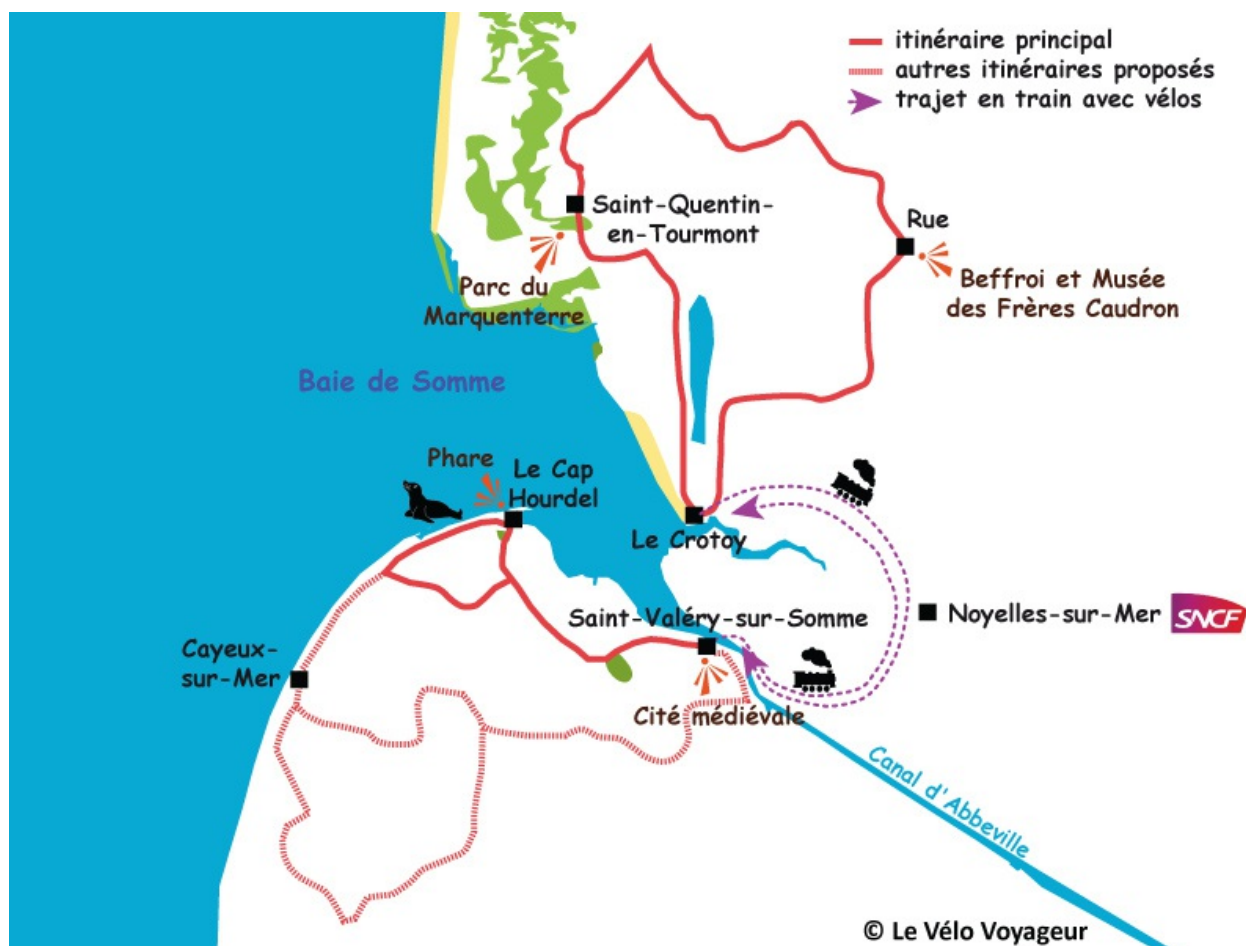 itinéraire principal
autres itinéraires proposés
trajet en train avec vélos
Saint-Quentin-
en-Tourmont
Rue
Parc du
Marquenterre
Beffroi et Musée
des Frères Caudron
Baie de Somme
Phare
Le Cap
Hourdel
Le Crotoy
Saint-Valéry-sur-Somme
Noyelles-sur-Mer
SNCF
Cayeux-
sur-Mer
Cité médiévale
Canal d'Abbeville
© Le Vélo Voyageur